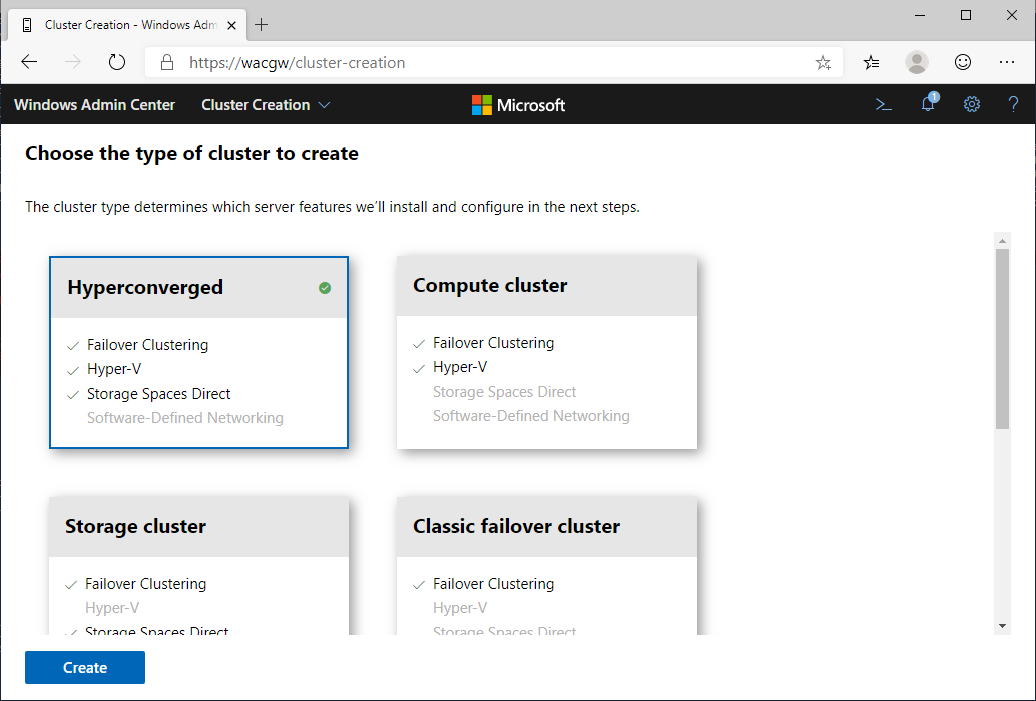 Cluster Creation - Windows Adm
https://wacgw/cluster-creation
Windows Admin Center Cluster Creation Microsoft 1 ?
Choose the type of cluster to create
The cluster type determines which server features we'll install and configure in the next steps.
Hyperconverged
Failover Clustering
Hyper-V
Storage Spaces Direct
Software-Defined Networking
Compute cluster
Failover Clustering
Hyper-V
Storage Spaces Direct
Software-Defined Networking
Storage cluster
Failover Clustering
Hyper-V
Storage Spaces Direct
Classic failover cluster
Failover Clustering
Hyper-V
Storage Spaces Direct
Create